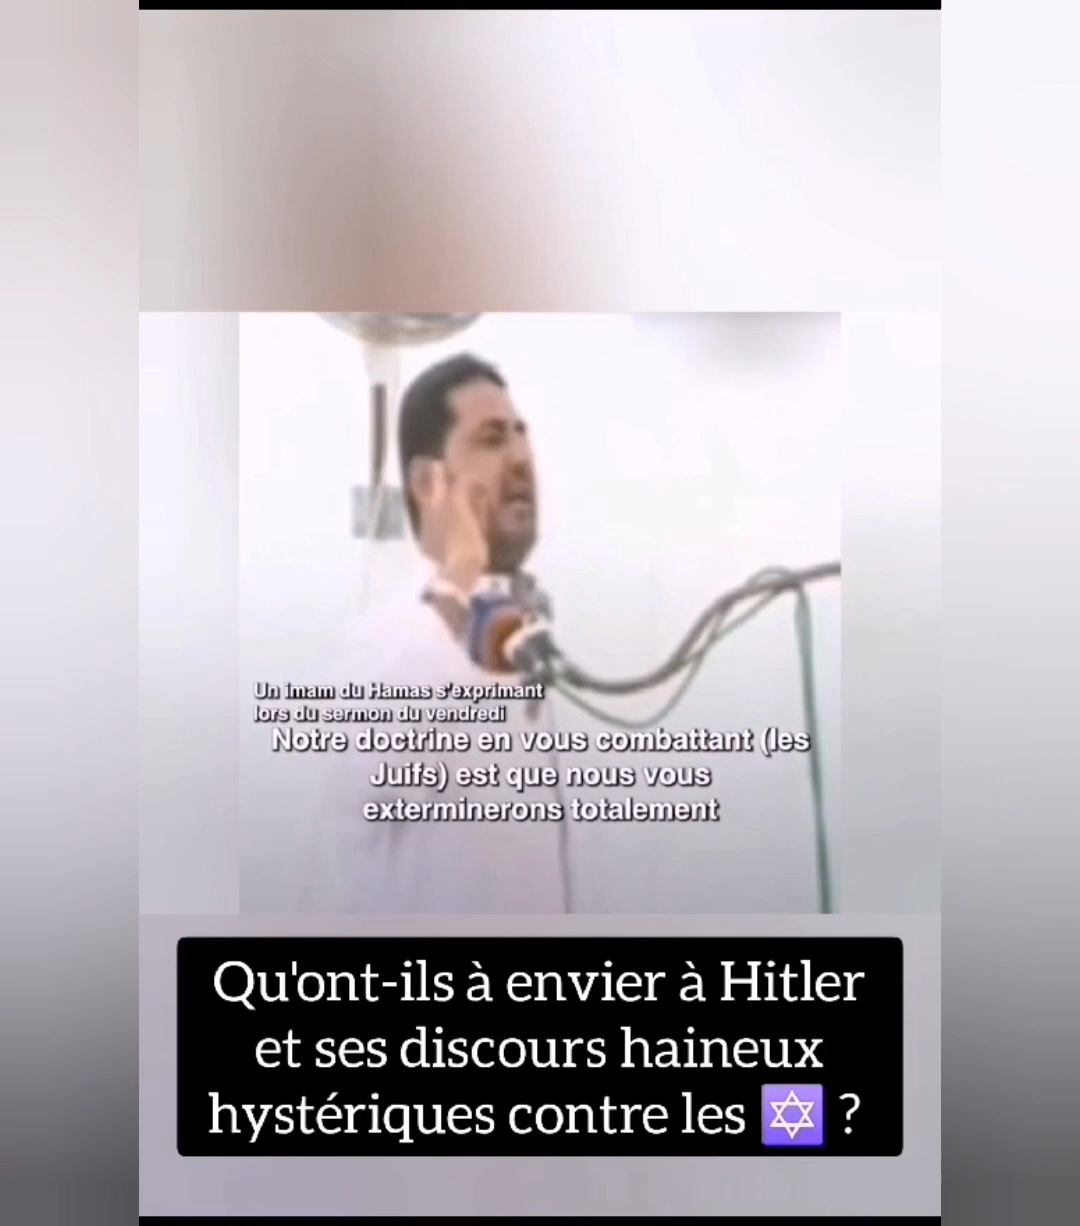 Un imam du Hamas s'exprimant
lors du sermon du vendredi
Notre doctrine en vous combattant (les
Juifs) est que nous vous
exterminerons totalement
Qu'ont-ils à envier à Hitler
et ses discours haineux
hystériques contre les ✡ ?